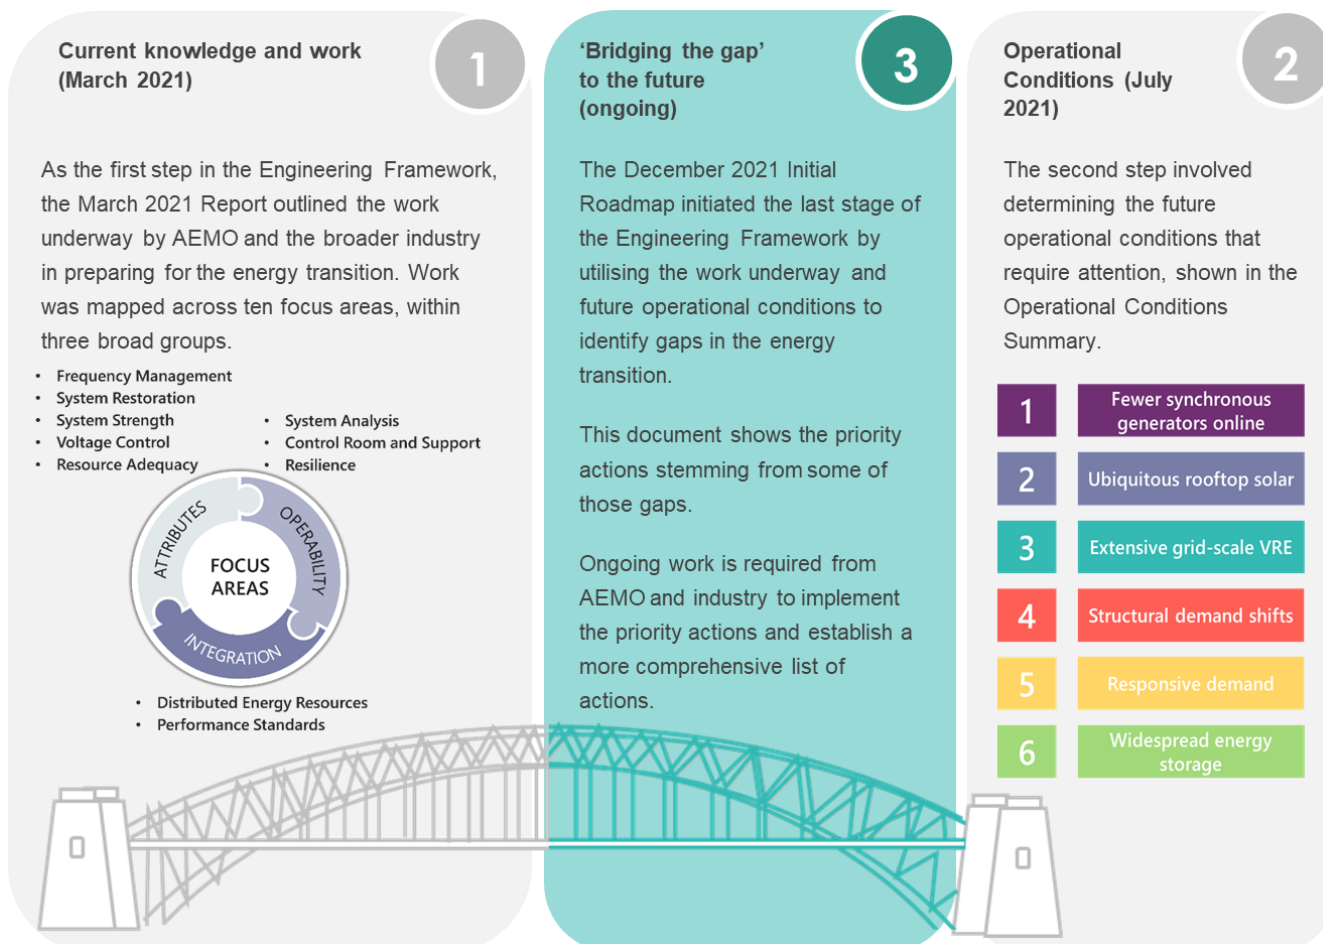 Current knowledge and work
(March 2021)
1
As the first step in the Engineering Framework,
the March 2021 Report outlined the work
underway by AEMO and the broader industry
in preparing for the energy transition. Work
was mapped across ten focus areas, within
three broad groups.
• Frequency Management
• System Restoration
• System Strength
• Voltage Control
• Resource Adequacy
• System Analysis
• Control Room and Support
• Resilience
ATTRIBUTES
OPERABILITY
INTEGRATION
FOCUS
AREAS
• Distributed Energy Resources
• Performance Standards
‘Bridging the gap’
to the future
(ongoing)
3
The December 2021 Initial
Roadmap initiated the last stage of
the Engineering Framework by
utilising the work underway and
future operational conditions to
identify gaps in the energy
transition.
This document shows the priority
actions stemming from some of
those gaps.
Ongoing work is required from
AEMO and industry to implement
the priority actions and establish a
more comprehensive list of
actions.
Operational
Conditions (July
2021)
2
The second step involved
determining the future
operational conditions that
require attention, shown in the
Operational Conditions
Summary.
1 Fewer synchronous
generators online
2 Ubiquitous rooftop solar
3 Extensive grid-scale VRE
4 Structural demand shifts
5 Responsive demand
6 Widespread energy
storage